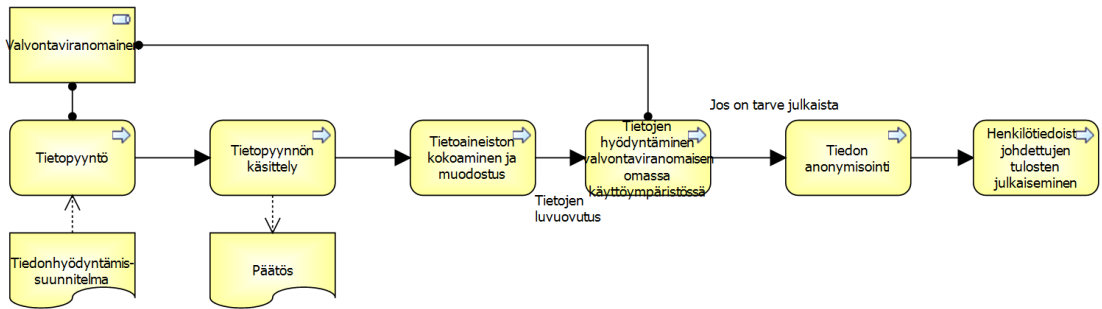 Valvontaviranomainen
Jos on tarve julkaista
Tietopyyntö
Tietopyynnön
käsittely
Tietoaineiston
kokoaminen ja
muodostus
Tietojen
hyödyntäminen
valvontaviranomaisen
omassa
käyttöympäristössä
Tiedon
anonymisointi
Henkilötiedoist
johdettujen
tulosten
julkaiseminen
Tietojen
luvuovutus
Tiedonhyödyntämis-
suunnitelma
Päätös